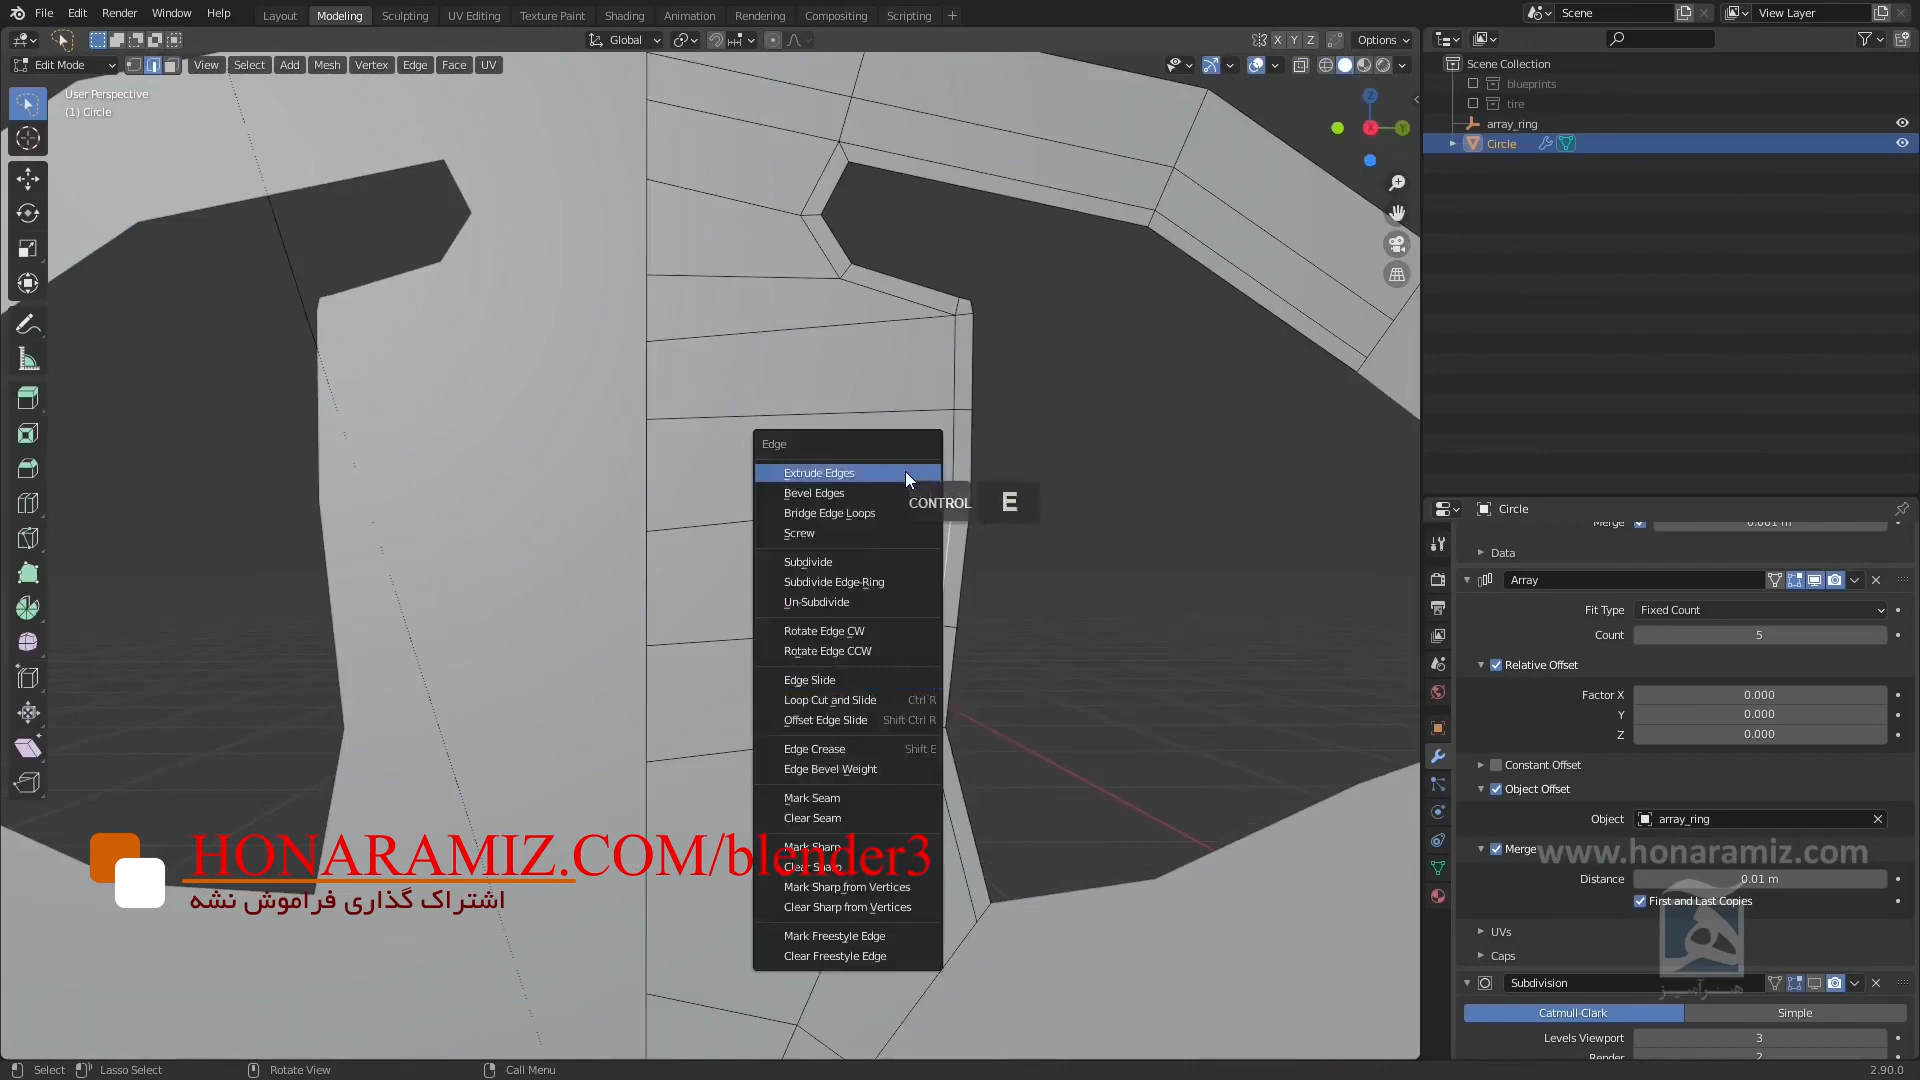 File Edit Render Window Help Layout Modeling Sculpting UV Editing Texture Paint Shading Animation Rendering Compositing Scripting + Scene View Layer
Global X Y Z Options
Edit Mode View Select Add Mesh Vertex Edge Face UV
User Perspective
(1) Circle
Z
X
Y
Scene Collection
blueprints
tire
array_ring
Circle
Edge
Extrude Edges
Bevel Edges
Bridge Edge Loops
Screw
Subdivide
Subdivide Edge-Ring
Un-Subdivide
Rotate Edge CW
Rotate Edge CCW
Edge Slide
Loop Cut and Slide Ctrl R
Offset Edge Slide Shift Ctrl R
Edge Crease Shift E
Edge Bevel Weight
Mark Seam
Clear Seam
Mark Sharp
Clear Sharp
Mark Sharp from Vertices
Clear Sharp from Vertices
Mark Freestyle Edge
Clear Freestyle Edge
CONTROL E
HONARAMIZ.COM/blender3
اشتراک گذاری فراموش نشه
Circle
Merge 0.001 m
Data
Array
Fit Type Fixed Count
Count 5
Relative Offset
Factor X 0.000
Y 0.000
Z 0.000
Constant Offset
Object Offset
Object array_ring
Merge
www.honaramiz.com
Distance 0.01 m
First and Last Copies
UVs
Caps
هنرآمیز
Subdivision
Catmull-Clark Simple
Levels Viewport 3
Render 2
Select Lasso Select Rotate View Call Menu 2.90.0